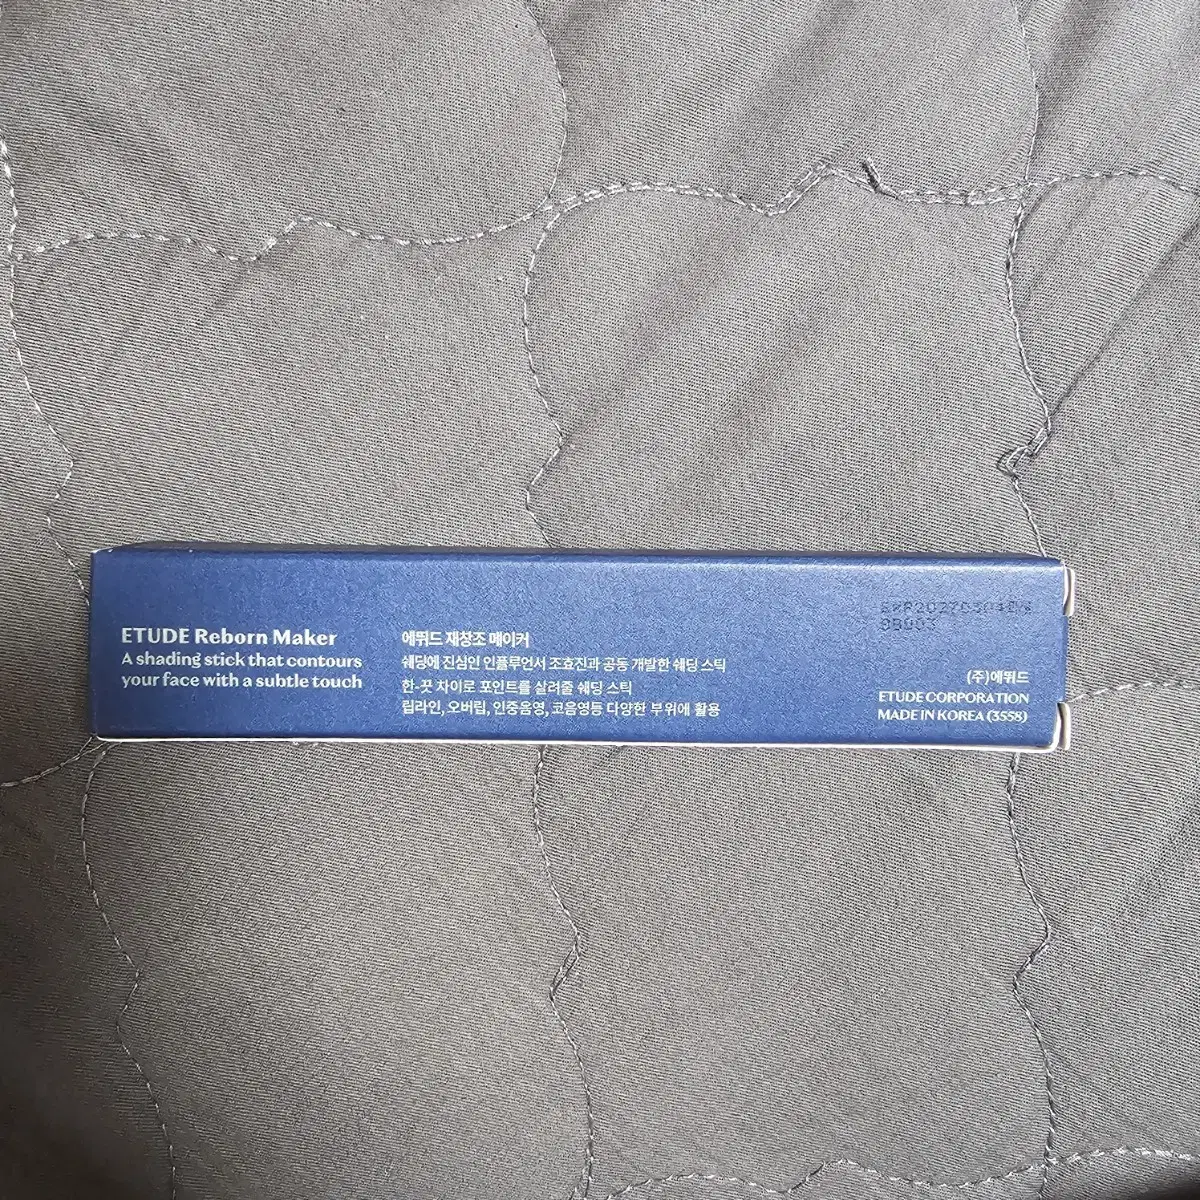 ETUDE Reborn Maker
A shading stick that contours
your face with a subtle touch
에뛰드 재창조 메이커
쉐딩에 진심인 인플루언서 조효진과 공동 개발한 쉐딩 스틱
한-끗 차이로 포인트를 살려줄 쉐딩 스틱
립라인, 오버립, 인중음영, 코음영등 다양한 부위에 활용
(주)에뛰드
ETUDE CORPORATION
MADE IN KOREA (3558)